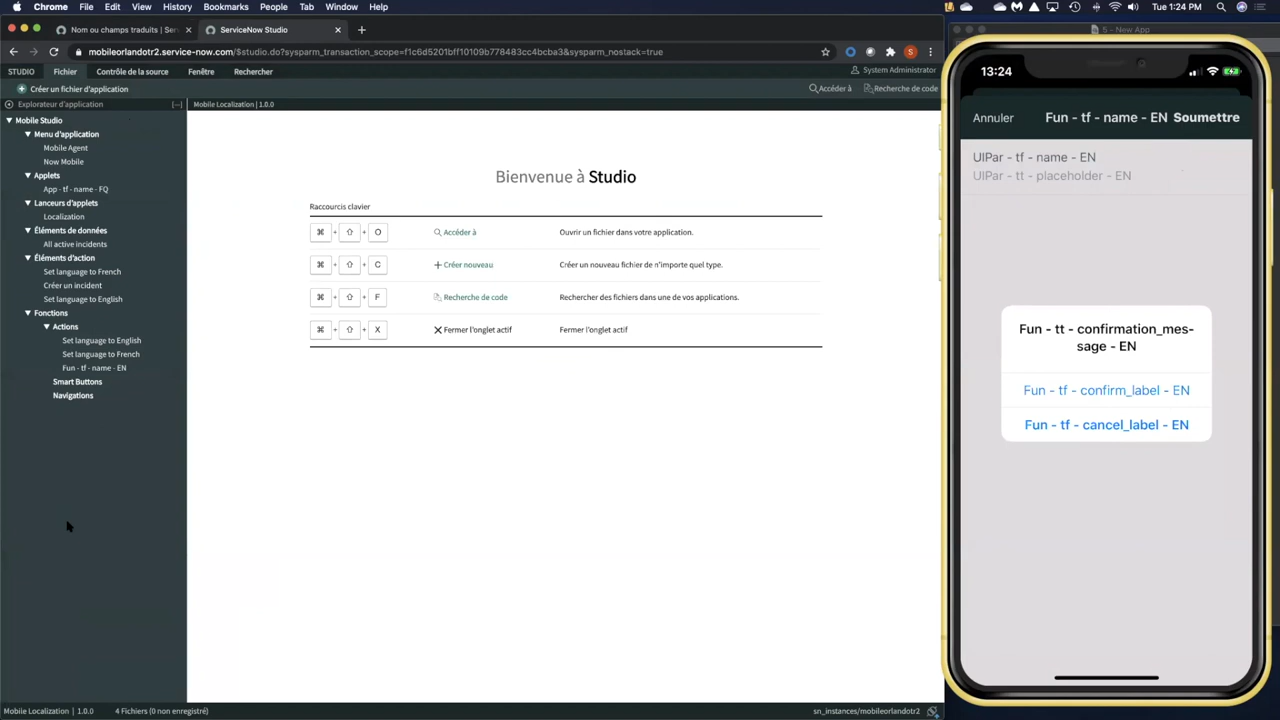 Chrome File Edit View History Bookmarks People Tab Window Help
Tue 1:24 PM
Nom ou champs traduits | Ser
ServiceNow Studio
5 - New App
mobileorlandotr2.service-now.com/$studio.do?sysparm_transaction_scope=f1c6d5201bff10109b778483cc4bcba3&sysparm_nostack=true
S
STUDIO Fichier Contrôle de la source Fenêtre Rechercher
System Administrator
Créer un fichier d'application
Accéder à
Recherche de code
Explorateur d'application
Mobile Localization | 1.0.0
Mobile Studio
Menu d'application
Mobile Agent
Now Mobile
Applets
App - tf - name - FQ
Lanceurs d'applets
Localization
Éléments de données
All active incidents
Éléments d'action
Set language to French
Créer un incident
Set language to English
Fonctions
Actions
Set language to English
Set language to French
Fun - tf - name - EN
Smart Buttons
Navigations
Bienvenue à Studio
Raccourcis clavier
⌘ + ⇧ + O Accéder à Ouvrir un fichier dans votre application.
⌘ + ⇧ + C Créer nouveau Créer un nouveau fichier de n'importe quel type.
⌘ + ⇧ + F Recherche de code Rechercher des fichiers dans une de vos applications.
⌘ + ⇧ + X Fermer l'onglet actif Fermer l'onglet actif
Mobile Localization | 1.0.0 4 Fichiers (0 non enregistré)
sn_instances/mobileorlandotr2
13:24
Annuler Fun - tf - name - EN Soumettre
UIPar - tf - name - EN
UIPar - tt - placeholder - EN
Fun - tt - confirmation_mes-
sage - EN
Fun - tf - confirm_label - EN
Fun - tf - cancel_label - EN